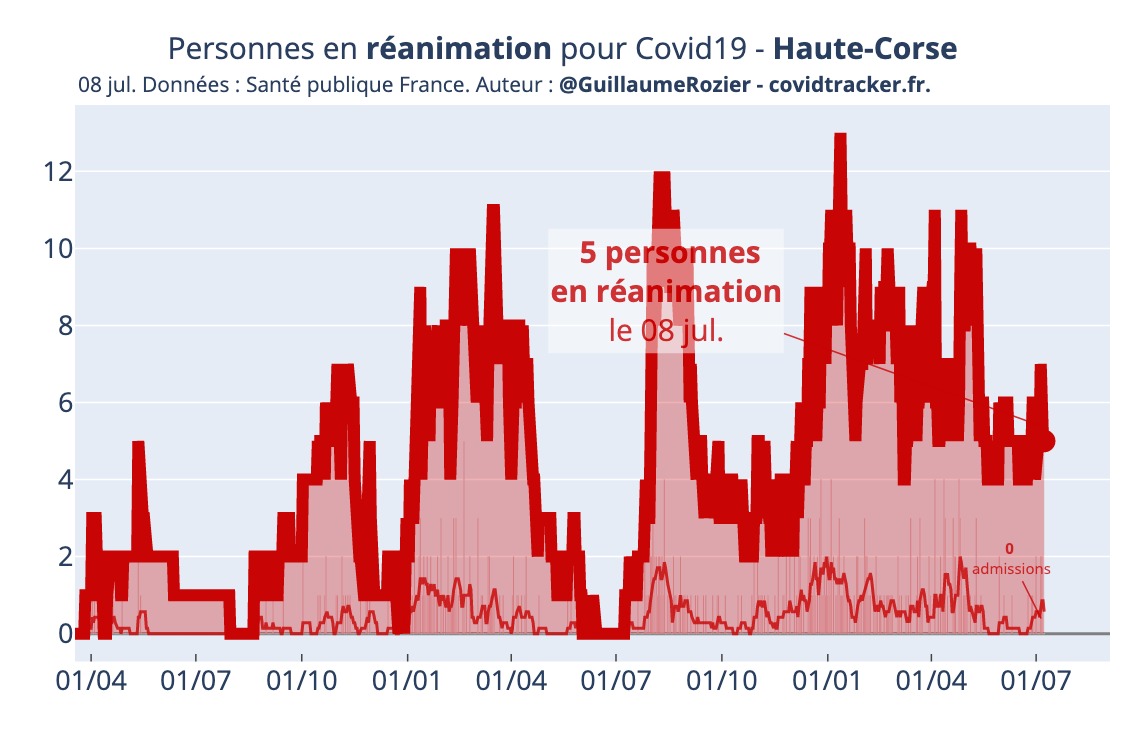 Personnes en réanimation pour Covid19 - Haute-Corse
08 jul. Données : Santé publique France. Auteur : @GuillaumeRozier - covidtracker.fr.
12
10
8
6
4
2
0
5 personnes
en réanimation
le 08 jul.
0
admissions
01/04 01/07 01/10 01/01 01/04 01/07 01/10 01/01 01/04 01/07